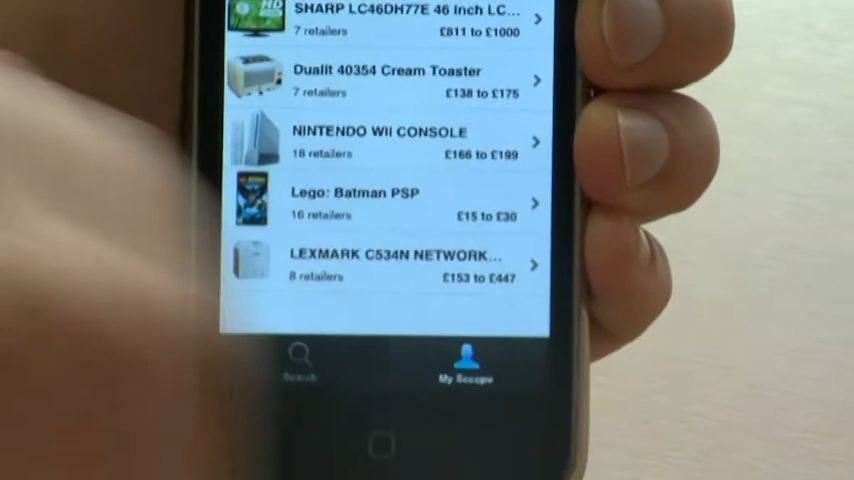 SHARP LC46DH77E 46 inch LC...
7 retailers £811 to £1000
Dualit 40354 Cream Toaster
7 retailers £138 to £175
NINTENDO Wii CONSOLE
18 retailers £166 to £199
Lego: Batman PSP
16 retailers £15 to £30
LEXMARK C534N NETWORK...
8 retailers £153 to £447
Search My Scoope